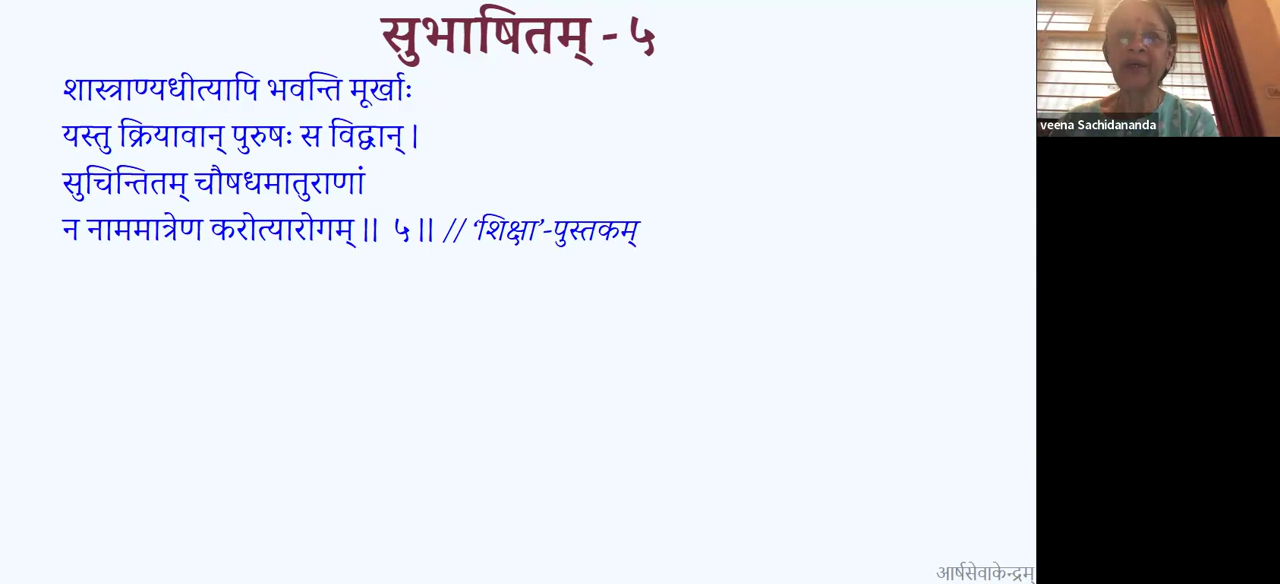 सुभाषितम् - ५
शास्त्राण्यधीत्यापि भवन्ति मूर्खाः
यस्तु क्रियावान् पुरुषः स विद्वान् |
सुचिन्तितम् चौषधमातुराणां
न नाममात्रेण करोत्यारोगम् || ५ || // ‘शिक्षा’-पुस्तकम्
veena Sachidananda
आर्षसेवाकेन्द्रम्